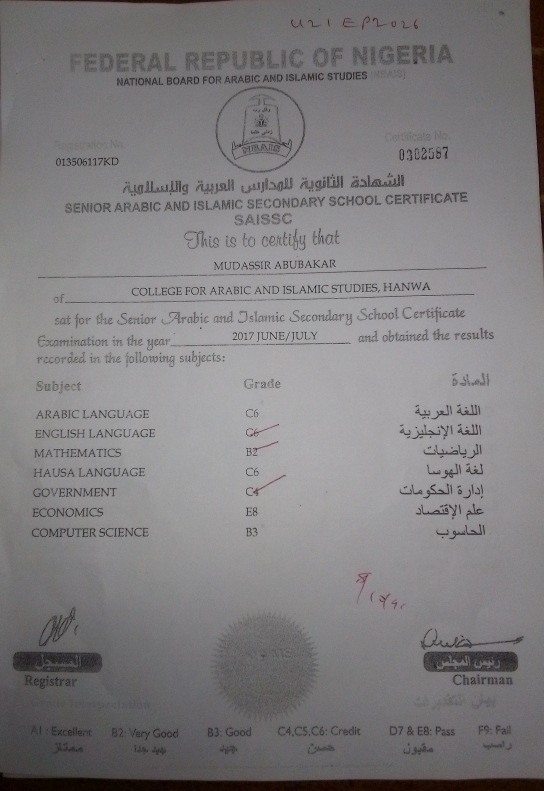 U21EP2026
FEDERAL REPUBLIC OF NIGERIA
NATIONAL BOARD FOR ARABIC AND ISLAMIC STUDIES (NBAIS)
NBAIS
Registration No.
Certificate No.
013506117KD
0302587
الشهادة الثانوية للمدارس العربية والإسلامية
SENIOR ARABIC AND ISLAMIC SECONDARY SCHOOL CERTIFICATE
SAISSC
This is to certify that
MUDASSIR ABUBAKAR
of COLLEGE FOR ARABIC AND ISLAMIC STUDIES, HANWA
sat for the Senior Arabic and Islamic Secondary School Certificate
Examination in the year 2017 JUNE/JULY and obtained the results
recorded in the following subjects:
Subject Grade المادة
ARABIC LANGUAGE C6 اللغة العربية
ENGLISH LANGUAGE C6 اللغة الإنجليزية
MATHEMATICS B2 الرياضيات
HAUSA LANGUAGE C6 لغة الهوسا
GOVERNMENT C4 إدارة الحكومات
ECONOMICS E8 علم الإقتصاد
COMPUTER SCIENCE B3 الحاسوب
المسجل رئيس المجلس
Registrar Chairman
A1: Excellent B2: Very Good B3: Good C4,C5,C6: Credit D7 & E8: Pass F9: Fail
ممتاز جيد جدا جيد حسن مقبول راسب